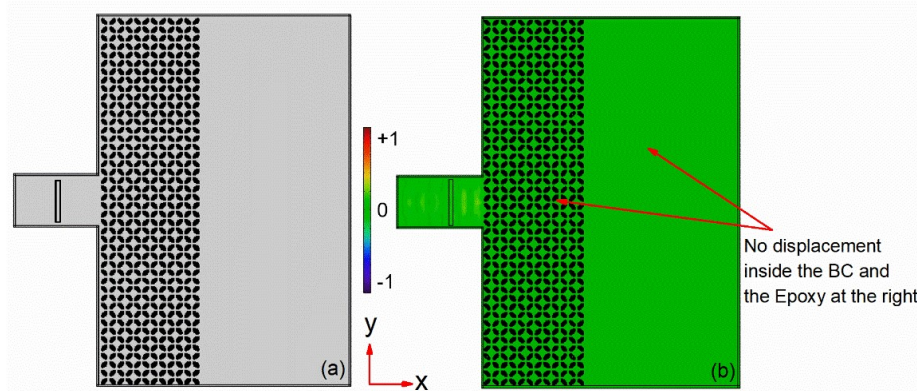 +1
0
-1
y
x
(a)
(b)
No displacement
inside the BC and
the Epoxy at the right